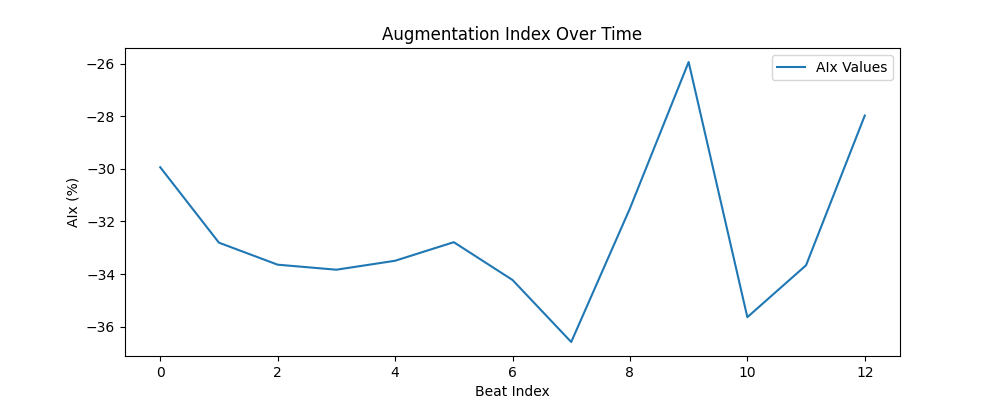 Augmentation Index Over Time
AIx Values
AIx (%)
−26
−28
−30
−32
−34
−36
0 2 4 6 8 10 12
Beat Index